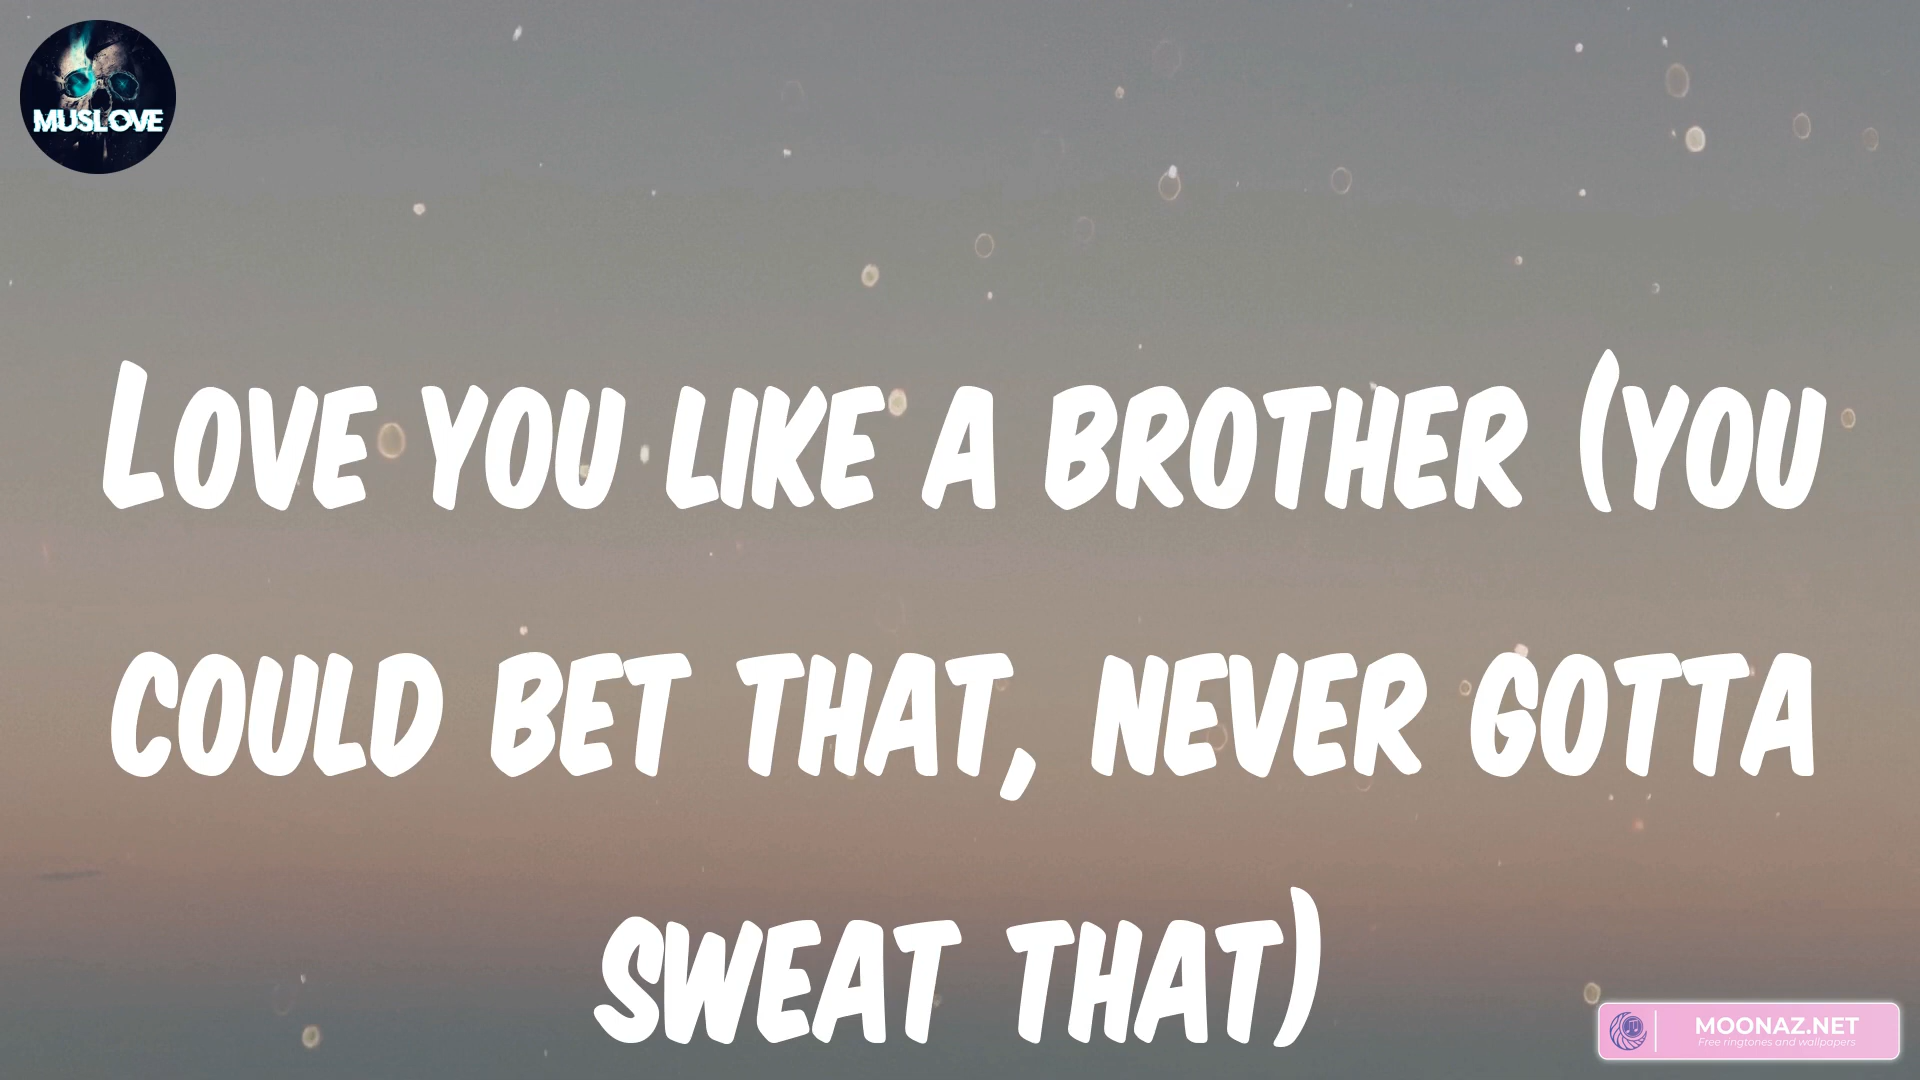 MUSLOVE
Love you like a brother (you
could bet that, never gotta
sweat that)
MOONAZ.NET
Free ringtones and wallpapers